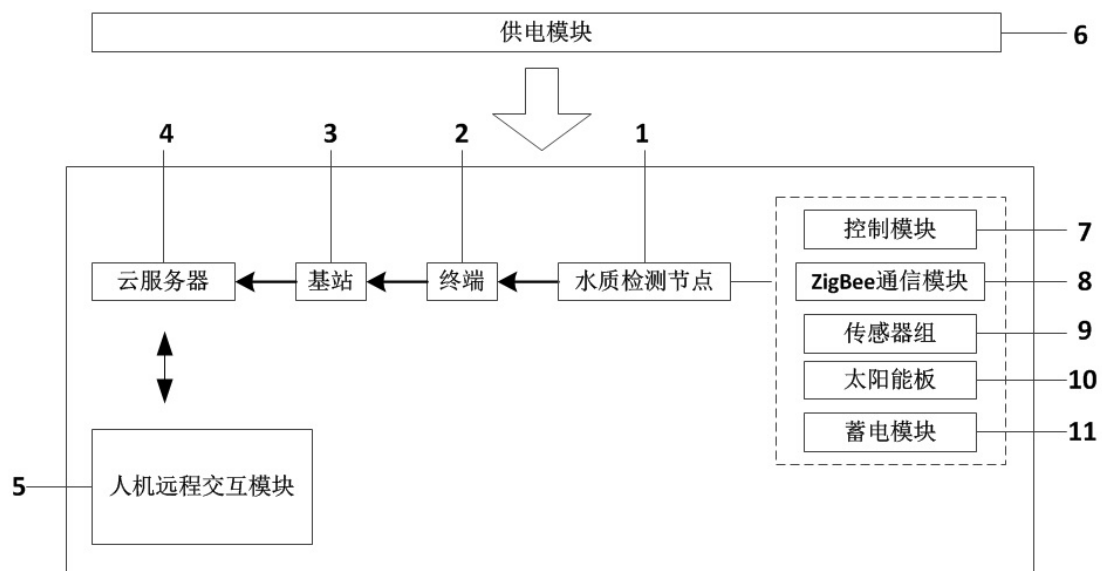 供电模块
6
4
3
2
1
控制模块
7
云服务器
基站
终端
水质检测节点
ZigBee通信模块
8
传感器组
9
太阳能板
10
蓄电模块
11
5
人机远程交互模块